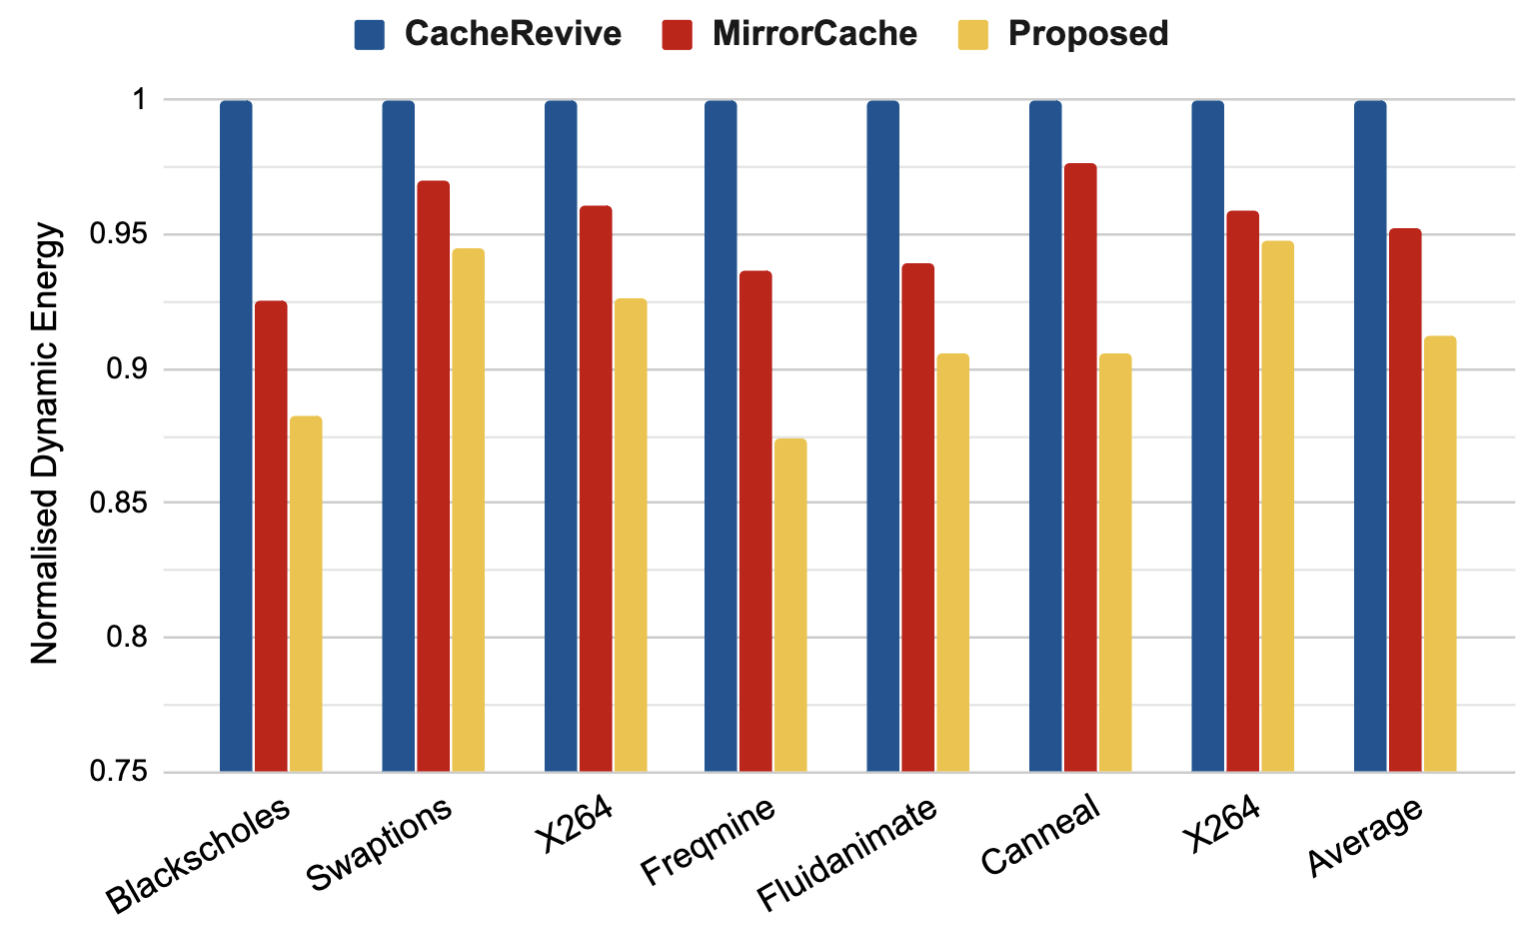 CacheRevive MirrorCache Proposed
1
0.95
0.9
0.85
0.8
0.75
Normalised Dynamic Energy
Blackscholes Swaptions X264 Freqmine Fluidanimate Canneal X264 Average